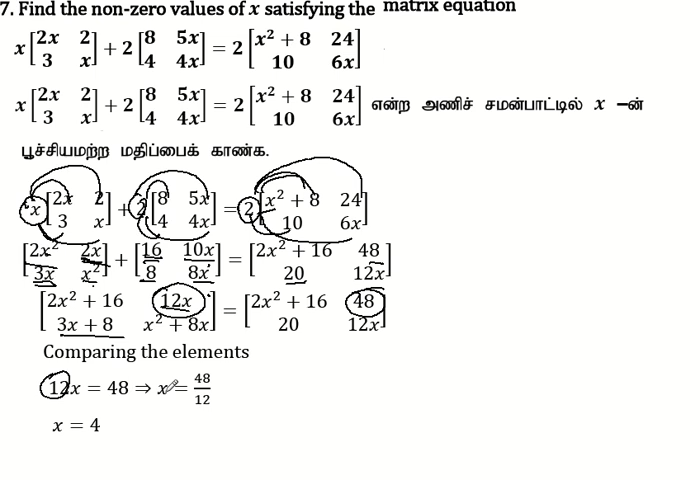 7. Find the non-zero values of x satisfying the matrix equation
x[2x 2; 3 x] + 2[8 5x; 4 4x] = 2[x² + 8 24; 10 6x]
x[2x 2; 3 x] + 2[8 5x; 4 4x] = 2[x² + 8 24; 10 6x] என்ற அணிச் சமன்பாட்டில் x –ன்
பூச்சியமற்ற மதிப்பைக் காண்க.
x[2x 2; 3 x] + 2[8 5x; 4 4x] = 2[x² + 8 24; 10 6x]
[2x² 2x; 3x x²] + [16 10x; 8 8x] = [2x² + 16 48; 20 12x]
[2x² + 16 12x; 3x + 8 x² + 8x] = [2x² + 16 48; 20 12x]
Comparing the elements
12x = 48 ⇒ x = 48/12
x = 4